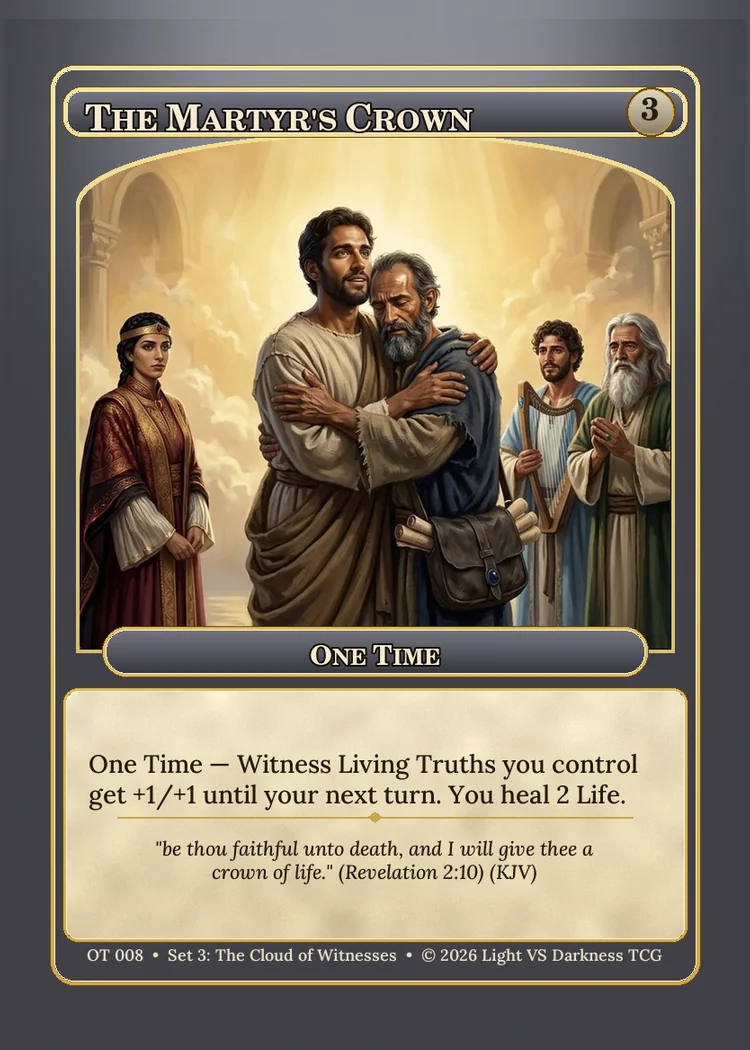 The Martyr's Crown
3
One Time
One Time — Witness Living Truths you control
get +1/+1 until your next turn. You heal 2 Life.
"be thou faithful unto death, and I will give thee a
crown of life." (Revelation 2:10) (KJV)
OT 008 • Set 3: The Cloud of Witnesses • © 2026 Light VS Darkness TCG